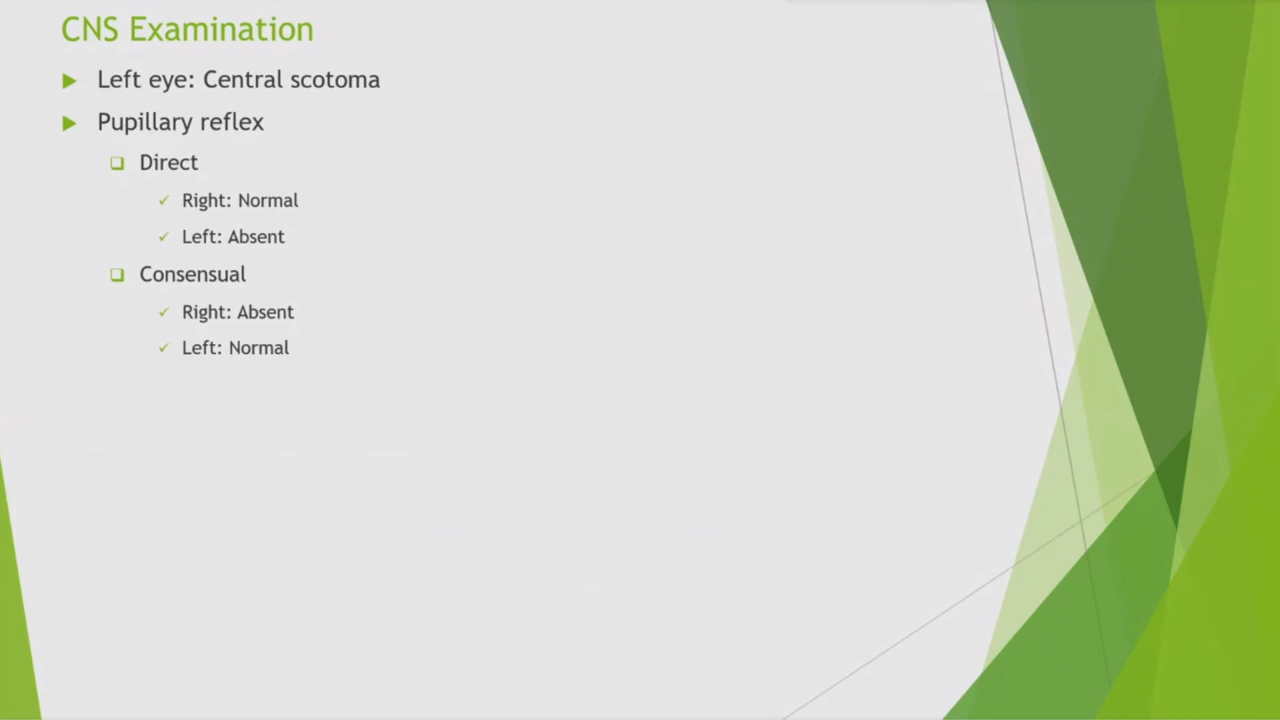 CNS Examination
Left eye: Central scotoma
Pupillary reflex
Direct
Right: Normal
Left: Absent
Consensual
Right: Absent
Left: Normal